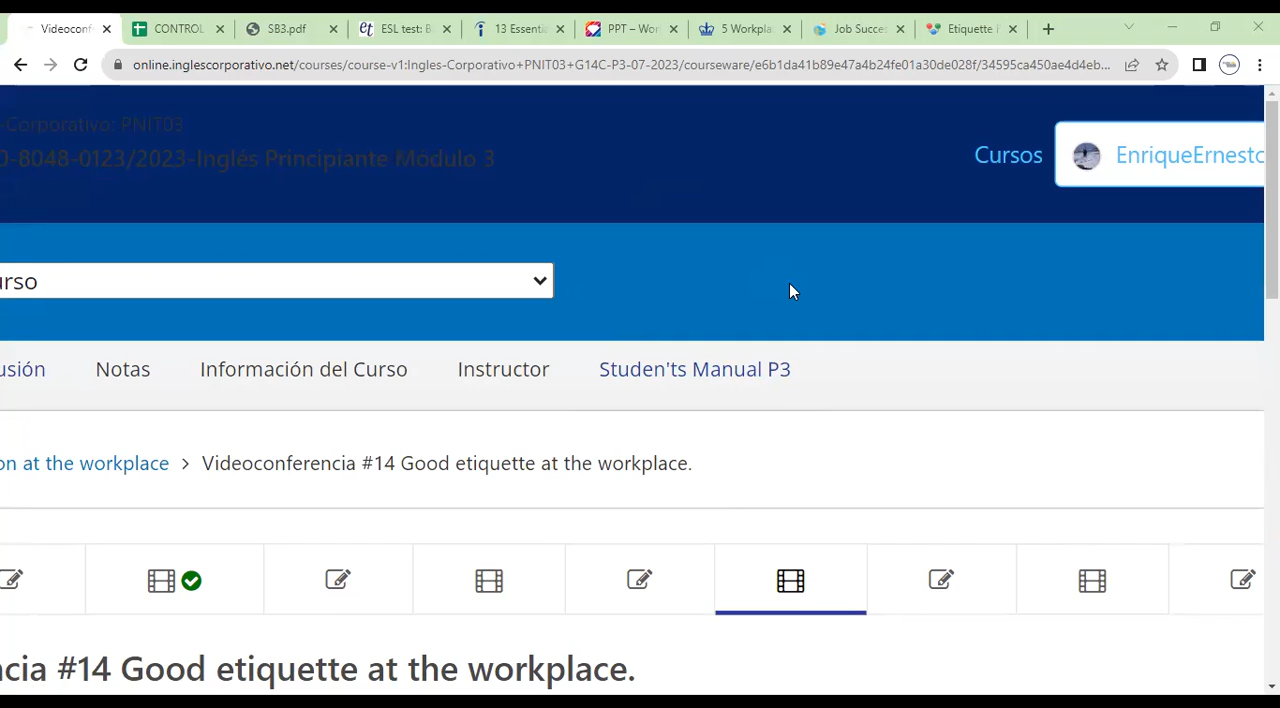 Videoconf
CONTROL
SB3.pdf
ESL test: B
13 Essentia
PPT – Wor
5 Workpla
Job Succes
Etiquette
online.inglescorporativo.net/courses/course-v1:Ingles-Corporativo+PNIT03+G14C-P3-07-2023/courseware/e6b1da41b89e47a4b24fe01a30de028f/34595ca450ae4d4eb...
-Corporativo: PNIT03
0-8048-0123/2023-Inglés Principiante Módulo 3
Cursos
EnriqueErnesto
urso
usión
Notas
Información del Curso
Instructor
Studen'ts Manual P3
on at the workplace > Videoconferencia #14 Good etiquette at the workplace.
ncia #14 Good etiquette at the workplace.